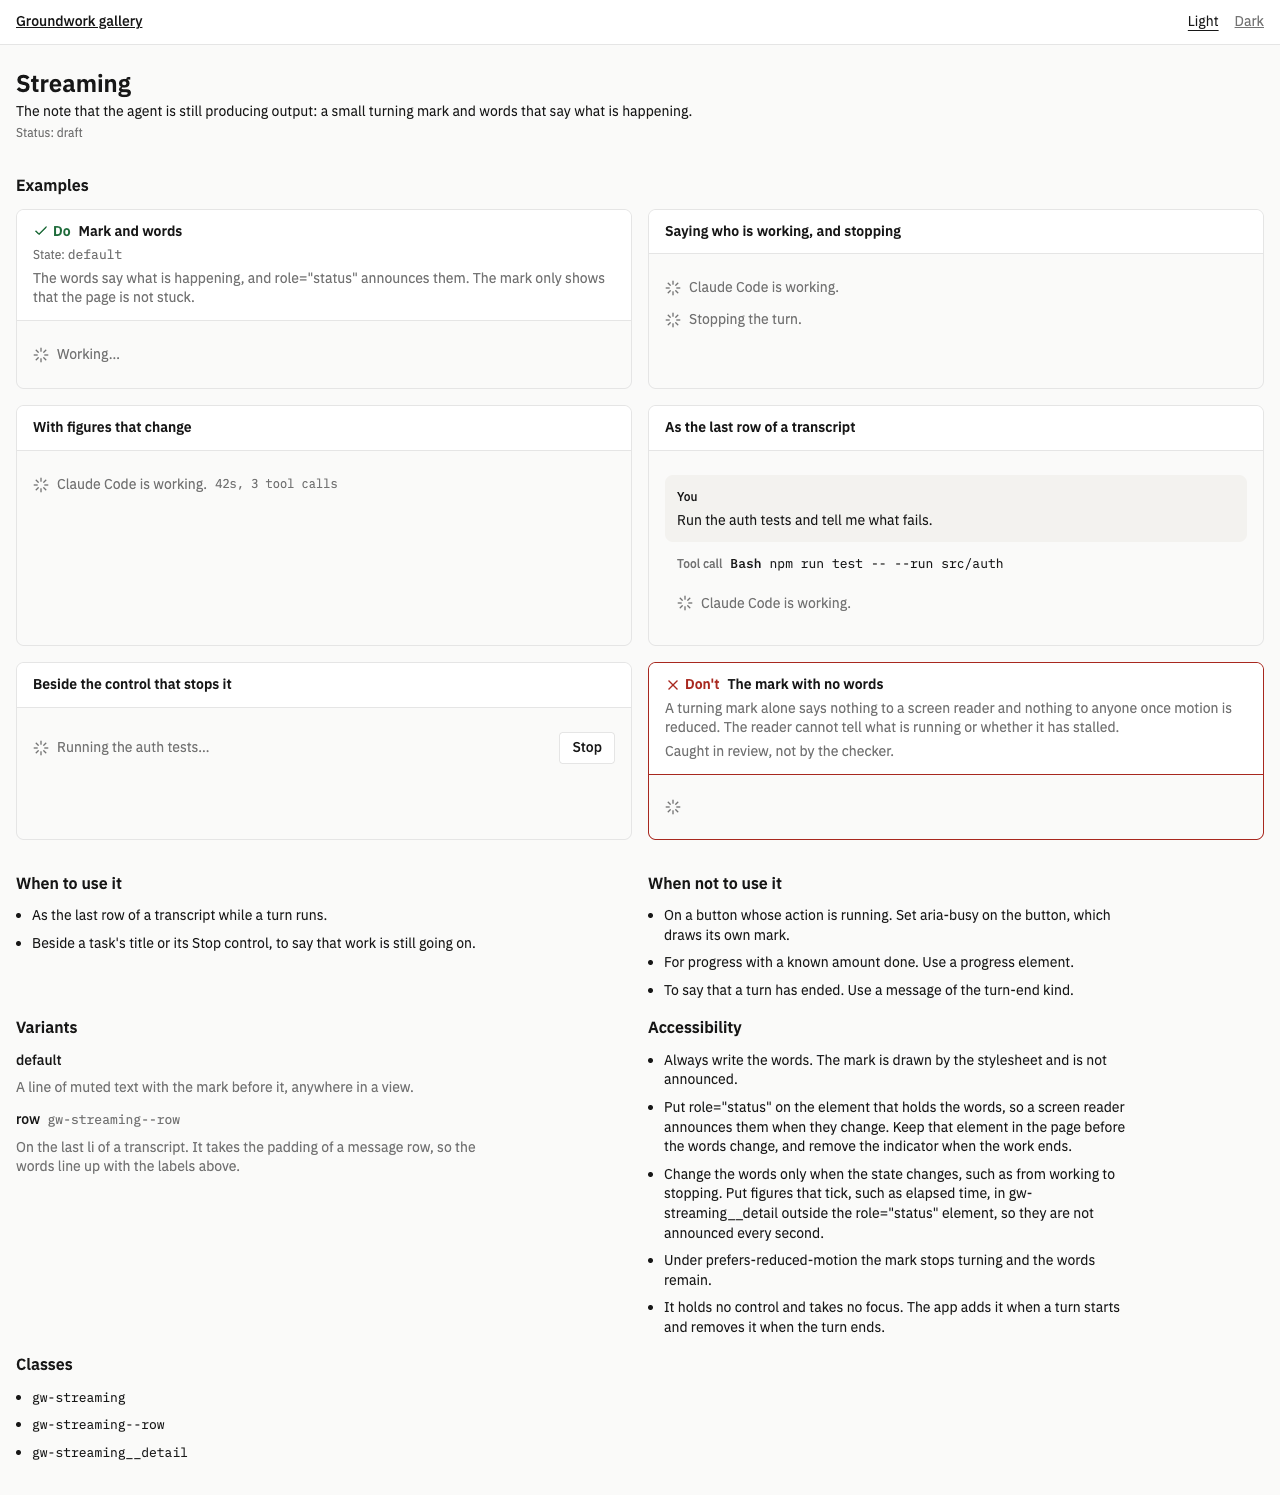 Groundwork gallery
Light Dark
Streaming
The note that the agent is still producing output: a small turning mark and words that say what is happening.
Status: draft
Examples
Do Mark and words
State: default
The words say what is happening, and role="status" announces them. The mark only shows
that the page is not stuck.
Working...
Saying who is working, and stopping
Claude Code is working.
Stopping the turn.
With figures that change
Claude Code is working. 42s, 3 tool calls
As the last row of a transcript
You
Run the auth tests and tell me what fails.
Tool call Bash npm run test -- --run src/auth
Claude Code is working.
Beside the control that stops it
Running the auth tests...
Stop
Don't The mark with no words
A turning mark alone says nothing to a screen reader and nothing to anyone once motion is
reduced. The reader cannot tell what is running or whether it has stalled.
Caught in review, not by the checker.
When to use it
As the last row of a transcript while a turn runs.
Beside a task's title or its Stop control, to say that work is still going on.
When not to use it
On a button whose action is running. Set aria-busy on the button, which
draws its own mark.
For progress with a known amount done. Use a progress element.
To say that a turn has ended. Use a message of the turn-end kind.
Variants
default
A line of muted text with the mark before it, anywhere in a view.
row gw-streaming--row
On the last li of a transcript. It takes the padding of a message row, so the
words line up with the labels above.
Accessibility
Always write the words. The mark is drawn by the stylesheet and is not
announced.
Put role="status" on the element that holds the words, so a screen reader
announces them when they change. Keep that element in the page before
the words change, and remove the indicator when the work ends.
Change the words only when the state changes, such as from working to
stopping. Put figures that tick, such as elapsed time, in gw-
streaming__detail outside the role="status" element, so they are not
announced every second.
Under prefers-reduced-motion the mark stops turning and the words
remain.
It holds no control and takes no focus. The app adds it when a turn starts
and removes it when the turn ends.
Classes
gw-streaming
gw-streaming--row
gw-streaming__detail